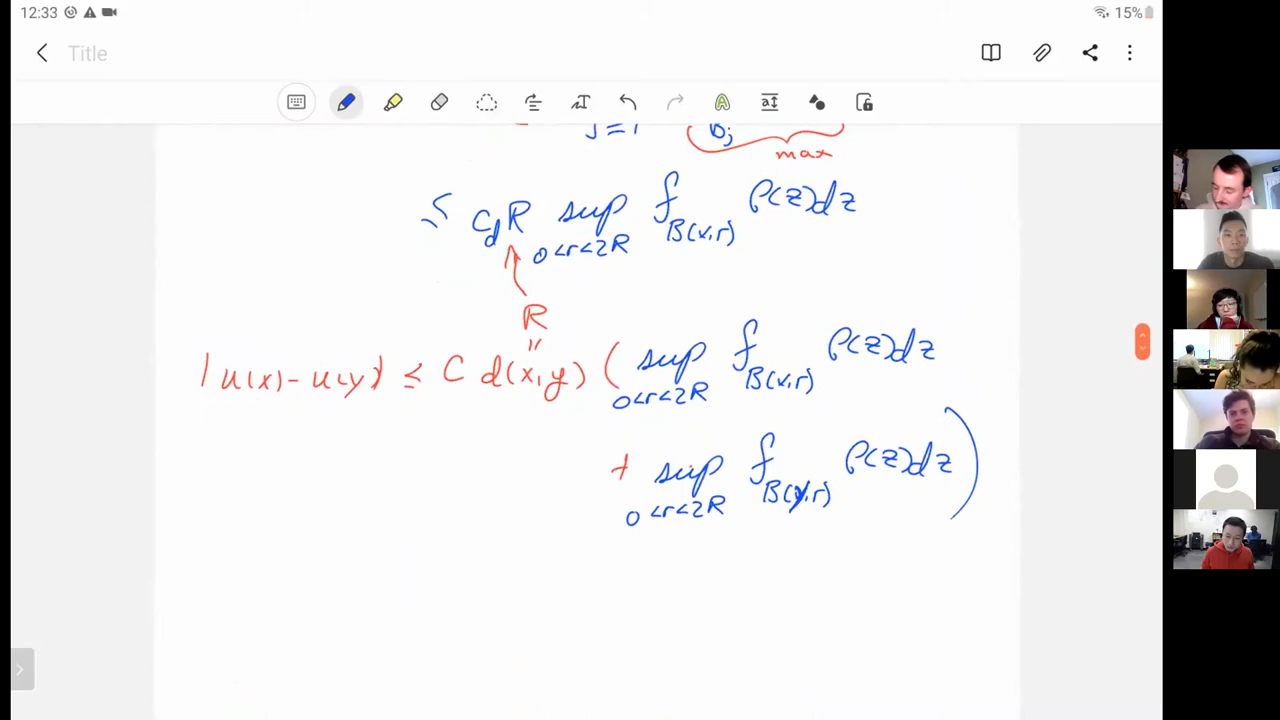 12:33
15%
Title
j=1 B_j
max
≤ C_d R sup_{0<r<2R} ⨍_{B(x,r)} ρ(z)dz
R
=
|u(x)-u(y)| ≤ C d(x,y) ( sup_{0<r<2R} ⨍_{B(x,r)} ρ(z)dz
+ sup_{0<r<2R} ⨍_{B(y,r)} ρ(z)dz )